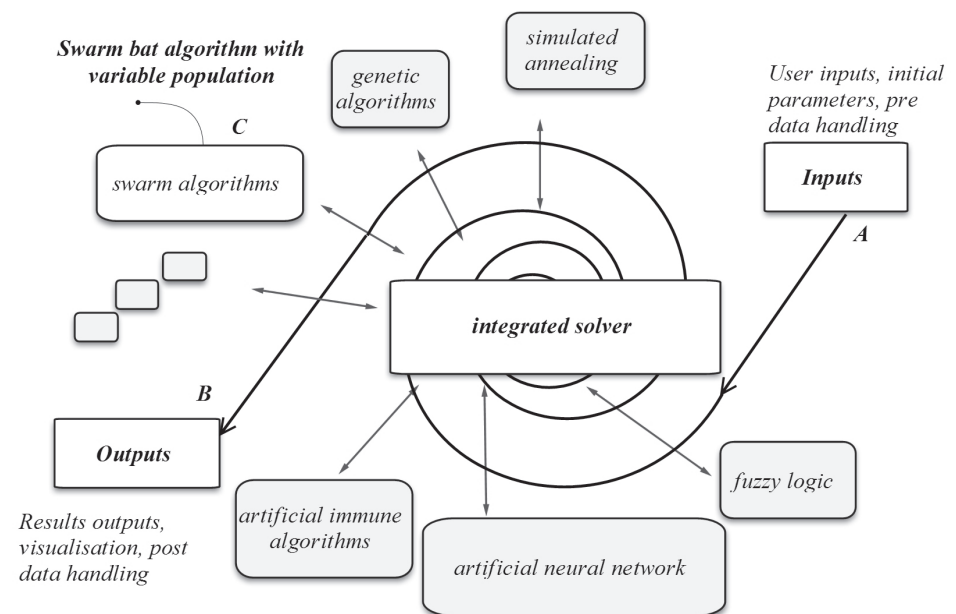 Swarm bat algorithm with
variable population
C
swarm algorithms
genetic
algorithms
simulated
annealing
User inputs, initial
parameters, pre
data handling
Inputs
A
integrated solver
B
Outputs
Results outputs,
visualisation, post
data handling
artificial immune
algorithms
artificial neural network
fuzzy logic